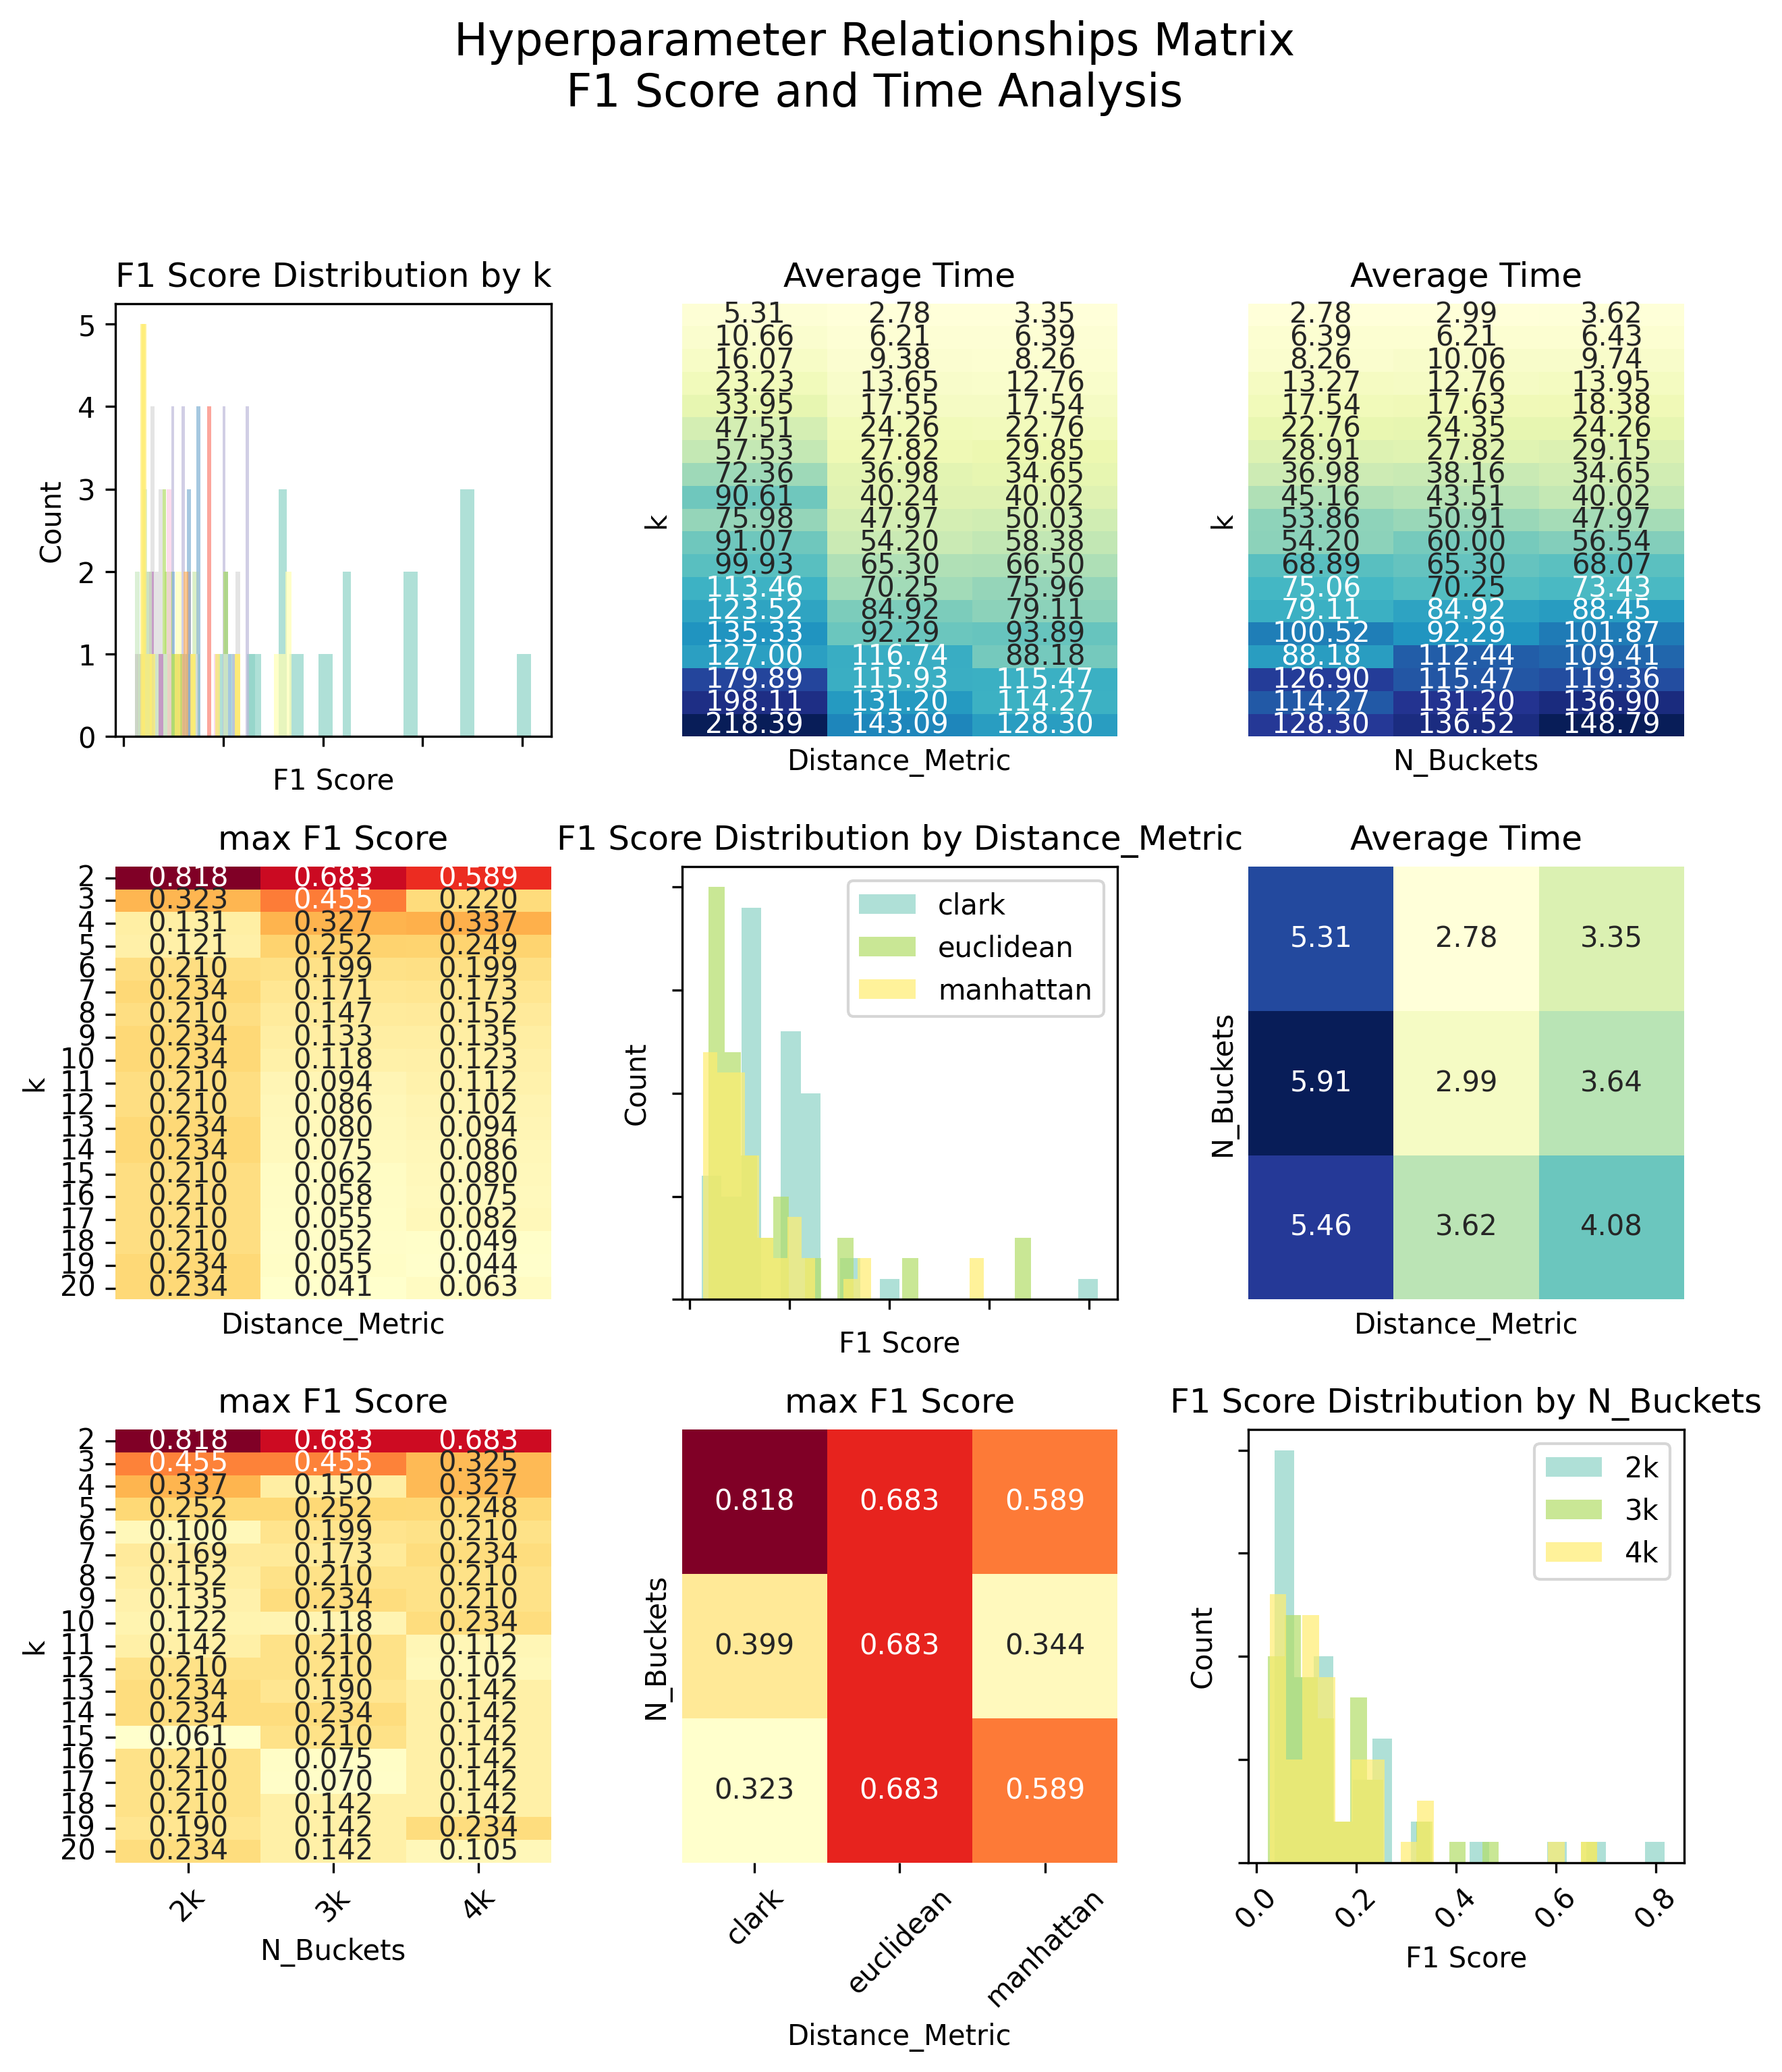 Hyperparameter Relationships Matrix
F1 Score and Time Analysis
F1 Score Distribution by k
5
4
3
2
1
0
Count
F1 Score
Average Time
k
5.31 2.78 3.35
10.66 6.21 6.39
16.07 9.38 8.26
23.23 13.65 12.76
33.95 17.55 17.54
47.51 24.26 22.76
57.53 27.82 29.85
72.36 36.98 34.65
90.61 40.24 40.02
75.98 47.97 50.03
91.07 54.20 58.38
99.93 65.30 66.50
113.46 70.25 75.96
123.52 84.92 79.11
135.33 92.29 93.89
127.00 116.74 88.18
179.89 115.93 115.47
198.11 131.20 114.27
218.39 143.09 128.30
Distance_Metric
Average Time
k
2.78 2.99 3.62
6.39 6.21 6.43
8.26 10.06 9.74
13.27 12.76 13.95
17.54 17.63 18.38
22.76 24.35 24.26
28.91 27.82 29.15
36.98 38.16 34.65
45.16 43.51 40.02
53.86 50.91 47.97
54.20 60.00 56.54
68.89 65.30 68.07
75.06 70.25 73.43
79.11 84.92 88.45
100.52 92.29 101.87
88.18 112.44 109.41
126.90 115.47 119.36
114.27 131.20 136.90
128.30 136.52 148.79
N_Buckets
max F1 Score
k
2 0.818 0.683 0.589
3 0.323 0.455 0.220
4 0.131 0.327 0.337
5 0.121 0.252 0.249
6 0.210 0.199 0.199
7 0.234 0.171 0.173
8 0.210 0.147 0.152
9 0.234 0.133 0.135
10 0.234 0.118 0.123
11 0.210 0.094 0.112
12 0.210 0.086 0.102
13 0.234 0.080 0.094
14 0.234 0.075 0.086
15 0.210 0.062 0.080
16 0.210 0.058 0.075
17 0.210 0.055 0.082
18 0.210 0.052 0.049
19 0.234 0.055 0.044
20 0.234 0.041 0.063
Distance_Metric
F1 Score Distribution by Distance_Metric
clark
euclidean
manhattan
Count
F1 Score
Average Time
N_Buckets
5.31 2.78 3.35
5.91 2.99 3.64
5.46 3.62 4.08
Distance_Metric
max F1 Score
k
2 0.818 0.683 0.683
3 0.455 0.455 0.325
4 0.337 0.150 0.327
5 0.252 0.252 0.248
6 0.100 0.199 0.210
7 0.169 0.173 0.234
8 0.152 0.210 0.210
9 0.135 0.234 0.210
10 0.122 0.118 0.234
11 0.142 0.210 0.112
12 0.210 0.210 0.102
13 0.234 0.190 0.142
14 0.234 0.234 0.142
15 0.061 0.210 0.142
16 0.210 0.075 0.142
17 0.210 0.070 0.142
18 0.210 0.142 0.142
19 0.190 0.142 0.234
20 0.234 0.142 0.105
2k 3k 4k
N_Buckets
max F1 Score
N_Buckets
0.818 0.683 0.589
0.399 0.683 0.344
0.323 0.683 0.589
clark euclidean manhattan
Distance_Metric
F1 Score Distribution by N_Buckets
2k
3k
4k
Count
0.0 0.2 0.4 0.6 0.8
F1 Score